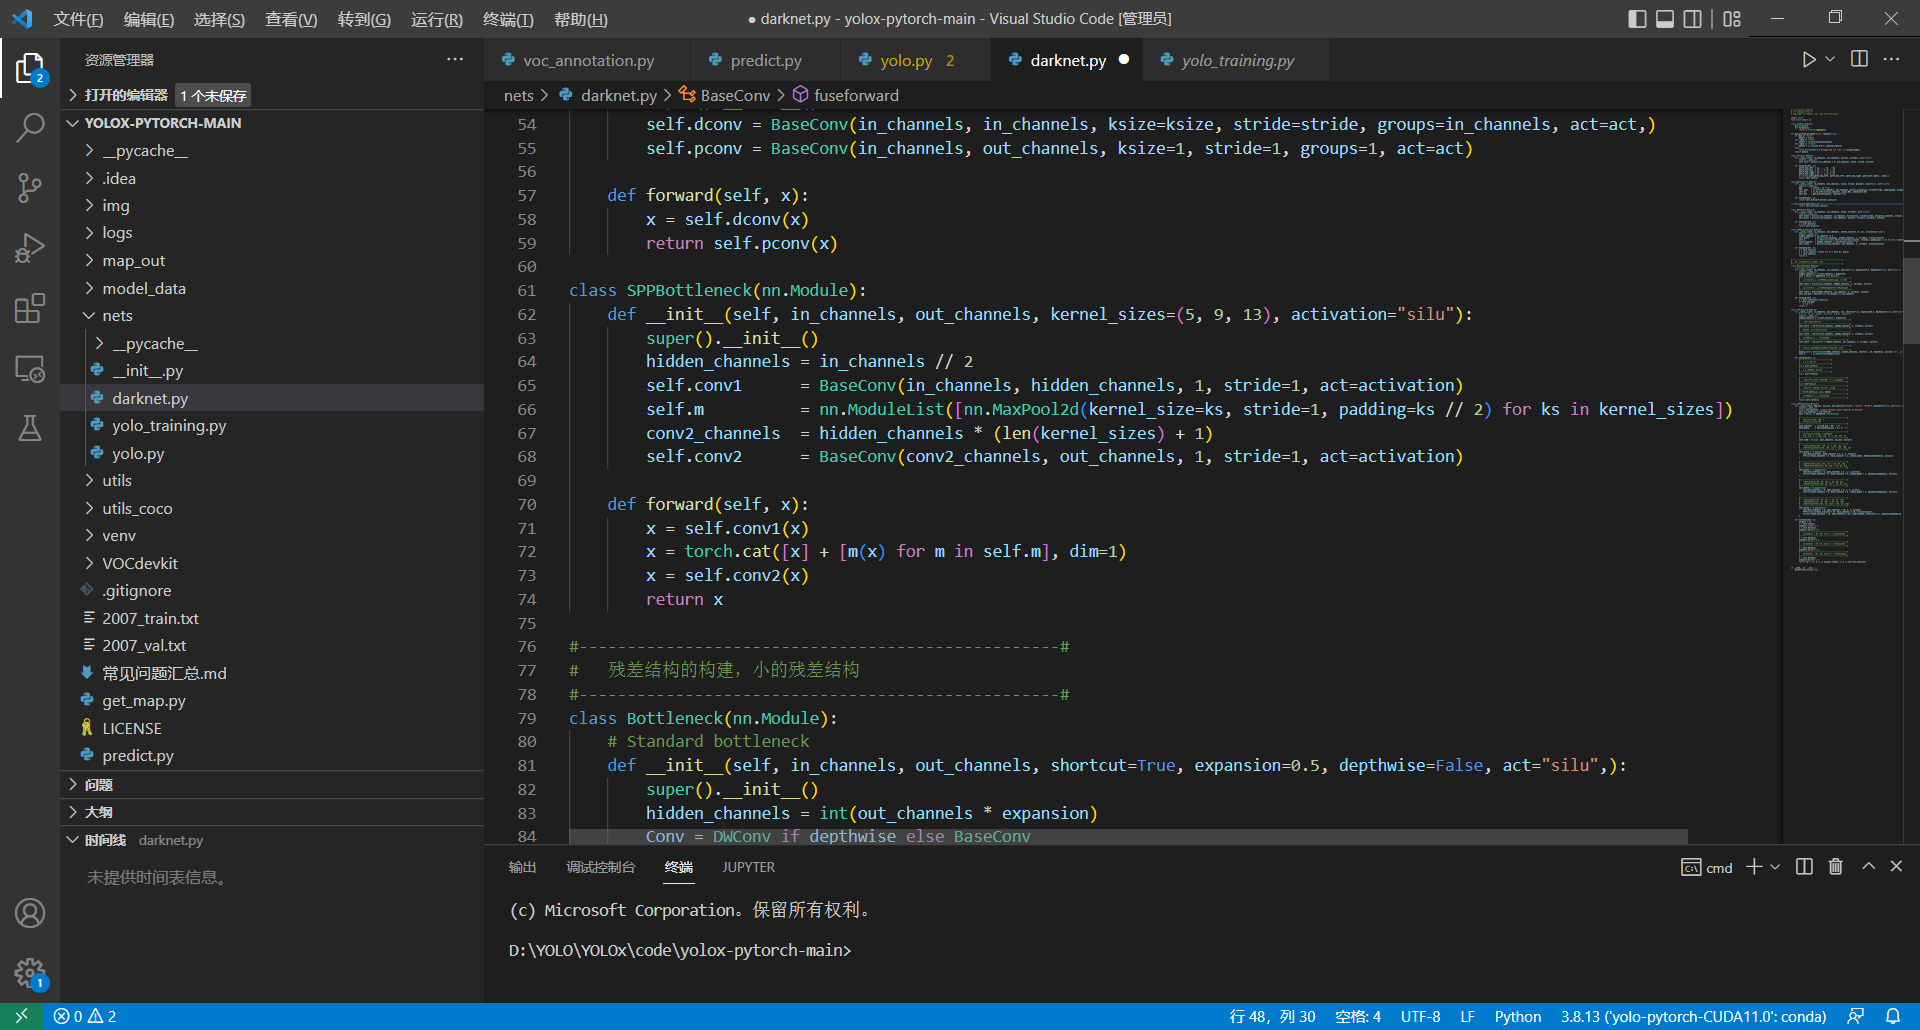 文件(F) 编辑(E) 选择(S) 查看(V) 转到(G) 运行(R) 终端(T) 帮助(H) ● darknet.py - yolox-pytorch-main - Visual Studio Code [管理员]
资源管理器 ···
打开的编辑器 1 个未保存
YOLOX-PYTORCH-MAIN
__pycache__
.idea
img
logs
map_out
model_data
nets
__pycache__
__init__.py
darknet.py
yolo_training.py
yolo.py
utils
utils_coco
venv
VOCdevkit
.gitignore
2007_train.txt
2007_val.txt
常见问题汇总.md
get_map.py
LICENSE
predict.py
问题
大纲
时间线 darknet.py
未提供时间表信息。
2
1
voc_annotation.py predict.py yolo.py 2 darknet.py ● yolo_training.py
nets > darknet.py > BaseConv > fuseforward
54 self.dconv = BaseConv(in_channels, in_channels, ksize=ksize, stride=stride, groups=in_channels, act=act,)
55 self.pconv = BaseConv(in_channels, out_channels, ksize=1, stride=1, groups=1, act=act)
56
57 def forward(self, x):
58 x = self.dconv(x)
59 return self.pconv(x)
60
61 class SPPBottleneck(nn.Module):
62 def __init__(self, in_channels, out_channels, kernel_sizes=(5, 9, 13), activation="silu"):
63 super().__init__()
64 hidden_channels = in_channels // 2
65 self.conv1 = BaseConv(in_channels, hidden_channels, 1, stride=1, act=activation)
66 self.m = nn.ModuleList([nn.MaxPool2d(kernel_size=ks, stride=1, padding=ks // 2) for ks in kernel_sizes])
67 conv2_channels = hidden_channels * (len(kernel_sizes) + 1)
68 self.conv2 = BaseConv(conv2_channels, out_channels, 1, stride=1, act=activation)
69
70 def forward(self, x):
71 x = self.conv1(x)
72 x = torch.cat([x] + [m(x) for m in self.m], dim=1)
73 x = self.conv2(x)
74 return x
75
76 #--------------------------------------------------#
77 # 残差结构的构建，小的残差结构
78 #--------------------------------------------------#
79 class Bottleneck(nn.Module):
80 # Standard bottleneck
81 def __init__(self, in_channels, out_channels, shortcut=True, expansion=0.5, depthwise=False, act="silu",):
82 super().__init__()
83 hidden_channels = int(out_channels * expansion)
84 Conv = DWConv if depthwise else BaseConv
输出 调试控制台 终端 JUPYTER cmd
(c) Microsoft Corporation。保留所有权利。
D:\YOLO\YOLOx\code\yolox-pytorch-main>
0 2 行 48，列 30 空格: 4 UTF-8 LF Python 3.8.13 ('yolo-pytorch-CUDA11.0': conda)